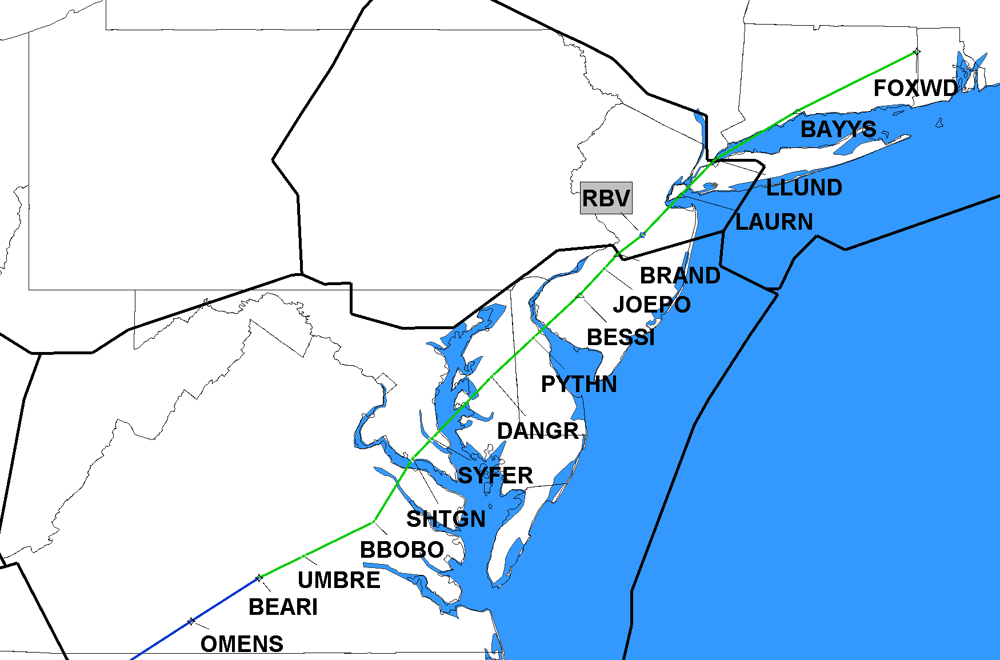 FOXWD
BAYYS
LLUND
RBV
LAURN
BRAND
JOEPO
BESSI
PYTHN
DANGR
SYFER
SHTGN
BBOBO
UMBRE
BEARI
OMENS